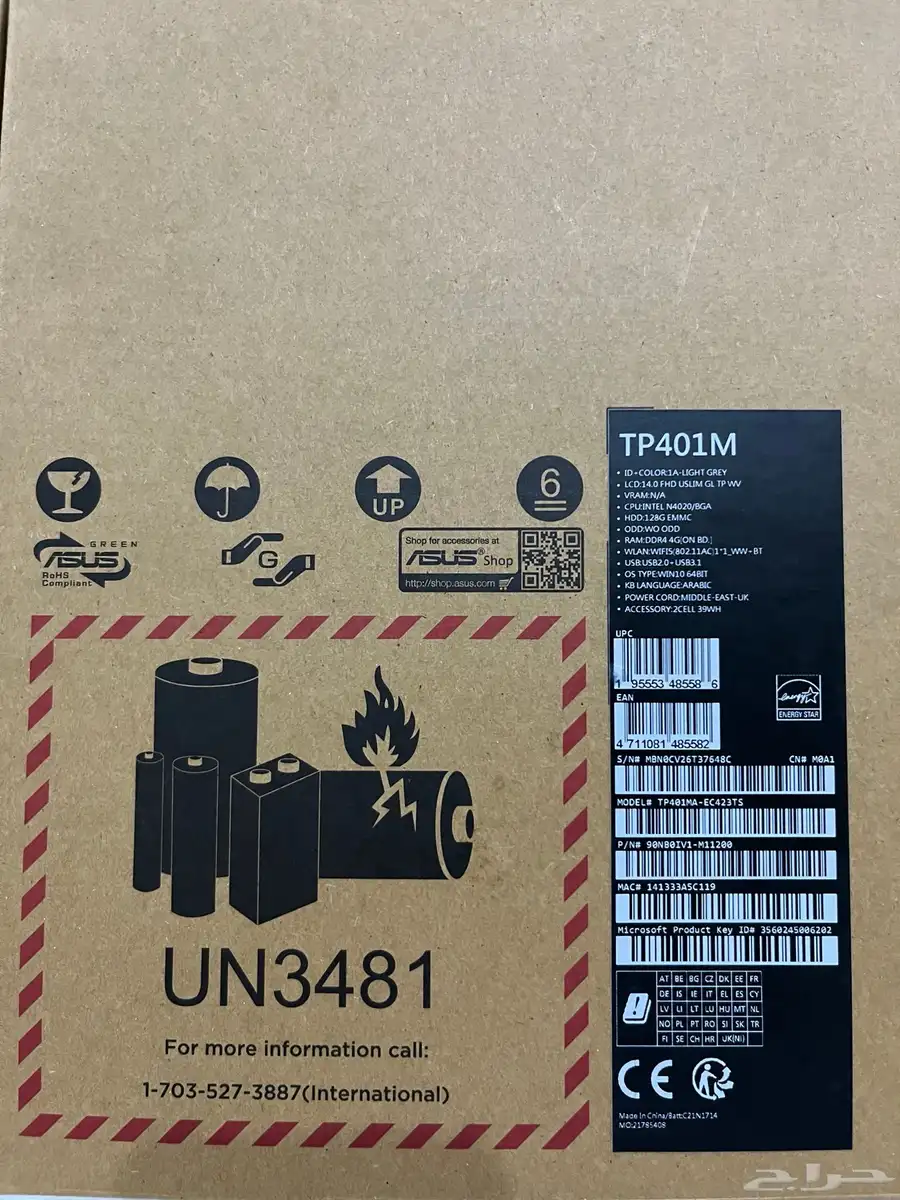 TP401M
• ID+COLOR:1A-LIGHT GREY
• LCD:14.0 FHD USLIM GL TP WV
• VRAM:N/A
• CPU:INTEL N4020/BGA
• HDD:128G EMMC
• ODD:WO ODD
• RAM:DDR4 4G[ON BD.]
• WLAN:WIFI5(802.11AC)1*1_WW+BT
• USB:USB2.0+USB3.1
• OS TYPE:WIN10 64BIT
• KB LANGUAGE:ARABIC
• POWER CORD:MIDDLE-EAST-UK
• ACCESSORY:2CELL 39WH
UPC
1 95553 48558 6
EAN
4 711081 485582
energy
ENERGY STAR
S/N# MBN0CV26T37648C CN# M0A1
MODEL# TP401MA-EC423TS
P/N# 90NB0IV1-M11200
MAC# 141333A5C119
Microsoft Product Key ID# 3560245006202
AT BE BG CZ DK EE FR
DE IS IE IT EL ES CY
LV LI LT LU HU MT NL
NO PL PT RO SI SK TR
FI SE CH HR UK(NI)
CE
Made In China/Batt:C21N1714
MO:21785408
UP
6
GREEN
ASUS
RoHS
Compliant
G
Shop for accessories at
ASUS® Shop
http://shop.asus.com
UN3481
For more information call:
1-703-527-3887(International)
حراج